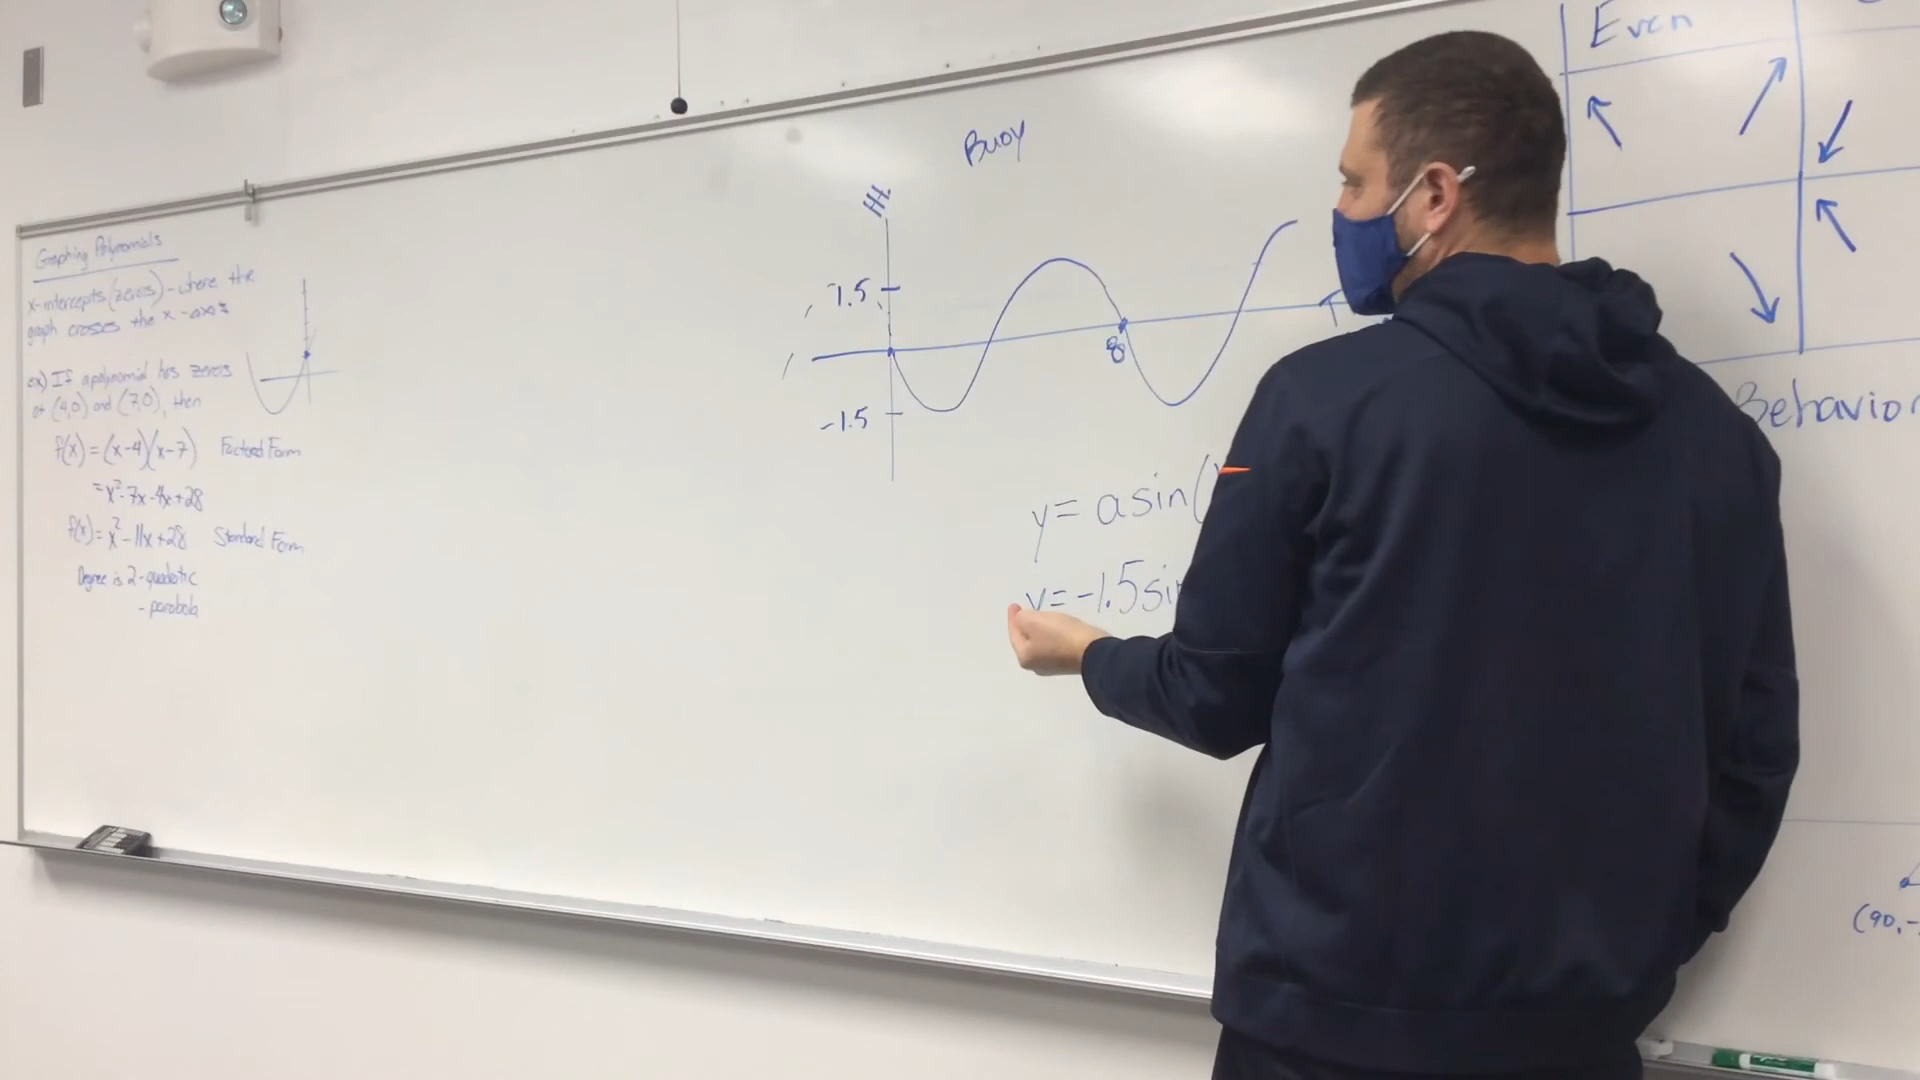 Graphing Polynomials
x-intercepts (zeros) - where the
graph crosses the x-axis
ex) If a polynomial has zeros
at (4,0) and (7,0), then
f(x) = (x-4)(x-7) Factored Form
= x²-7x-4x+28
f(x) = x²-11x+28 Standard Form
Degree is 2 - quadratic
- parabola
Buoy
Ht.
1.5
8
T
-1.5
y = a sin(
y = -1.5 sin
Even
Behavior
(90,-